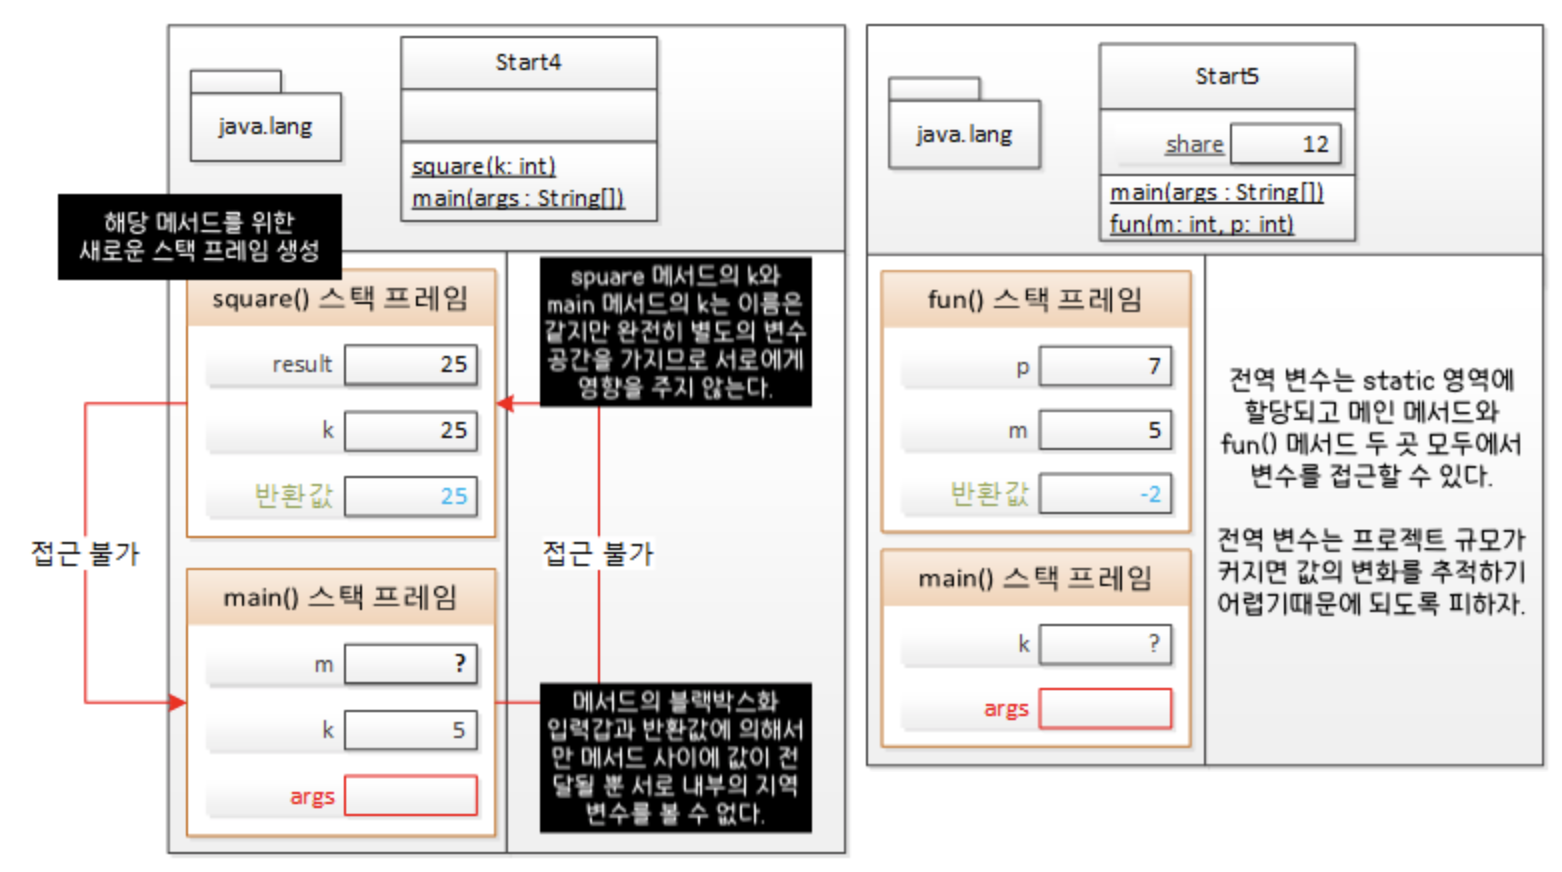 java.lang
Start4
square(k: int)
main(args : String[])
해당 메서드를 위한
새로운 스택 프레임 생성
square() 스택 프레임
result 25
k 25
반환값 25
접근 불가
main() 스택 프레임
m ?
k 5
args
spuare 메서드의 k와
main 메서드의 k는 이름은
같지만 완전히 별도의 변수
공간을 가지므로 서로에게
영향을 주지 않는다.
접근 불가
메서드의 블랙박스화
입력값과 반환값에 의해서
만 메서드 사이에 값이 전
달될 뿐 서로 내부의 지역
변수를 볼 수 없다.
java.lang
Start5
share 12
main(args : String[])
fun(m: int, p: int)
fun() 스택 프레임
p 7
m 5
반환값 -2
main() 스택 프레임
k ?
args
전역 변수는 static 영역에
할당되고 메인 메서드와
fun() 메서드 두 곳 모두에서
변수를 접근할 수 있다.
전역 변수는 프로젝트 규모가
커지면 값의 변화를 추적하기
어렵기때문에 되도록 피하자.